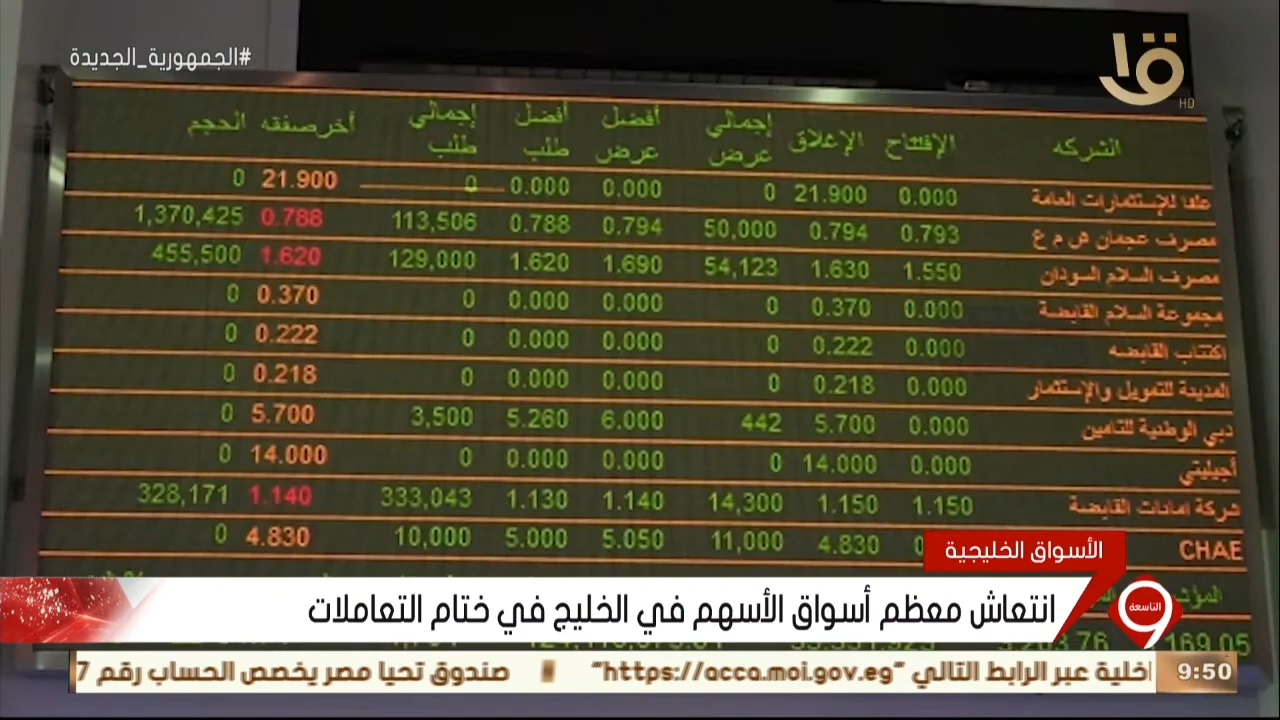 #الجمهورية_الجديدة
HD
الشركه الإفتتاح الإغلاق إجمالي عرض أفضل عرض أفضل طلب إجمالي طلب أخر صفقه الحجم
للإستثمارات العامة 0.000 21.900 0 0.000 0.000 0 21.900 0
مصرف عجمان ش م ع 0.793 0.794 50,000 0.794 0.788 113,506 0.788 1,370,425
مصرف السلام السودان 1.550 1.630 54,123 1.690 1.620 129,000 1.620 455,500
مجموعة السلام القابضة 0.000 0.370 0 0.000 0.000 0 0.370 0
اكتتاب القابضه 0.000 0.222 0 0.000 0.000 0 0.222 0
المدينة للتمويل والإستثمار 0.000 0.218 0 0.000 0.000 0 0.218 0
دبي الوطنية للتامين 0.000 5.700 442 6.000 5.260 3,500 5.700 0
أجيليتي 0.000 14.000 0 0.000 0.000 0 14.000 0
شركة امانات القابضة 1.150 1.150 14,300 1.140 1.130 333,043 1.140 328,171
CHAE 4.830 11,000 5.050 5.000 10,000 4.830 0
الأسواق الخليجية
التاسعة
انتعاش معظم أسواق الأسهم في الخليج في ختام التعاملات
169.05
9:50
اخلية عبر الرابط التالي "https://acca.moi.gov.eg" صندوق تحيا مصر يخصص الحساب رقم 7